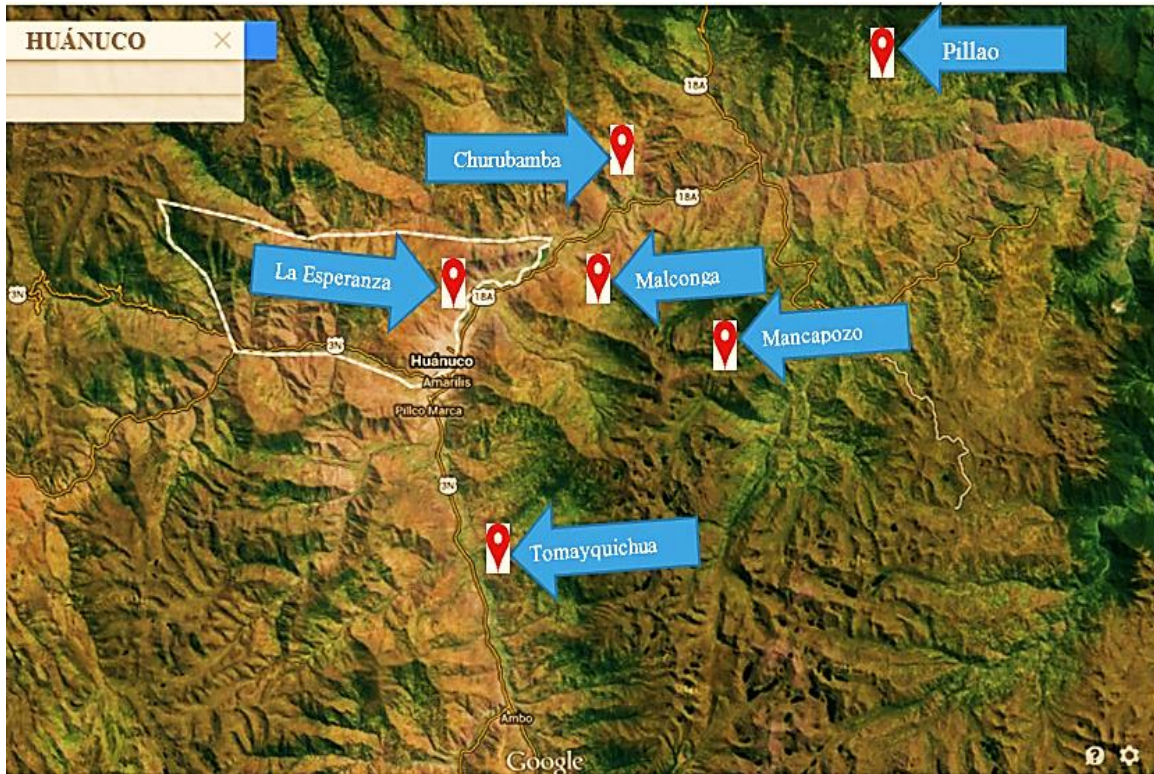 HUÁNUCO ×
Pillao
18A
Churubamba
18A
La Esperanza
Malconga
3N
18A
Mancapozo
3N
Huánuco
Amarilis
Pillco Marca
3N
Tomayquichua
Ambo
Google
?